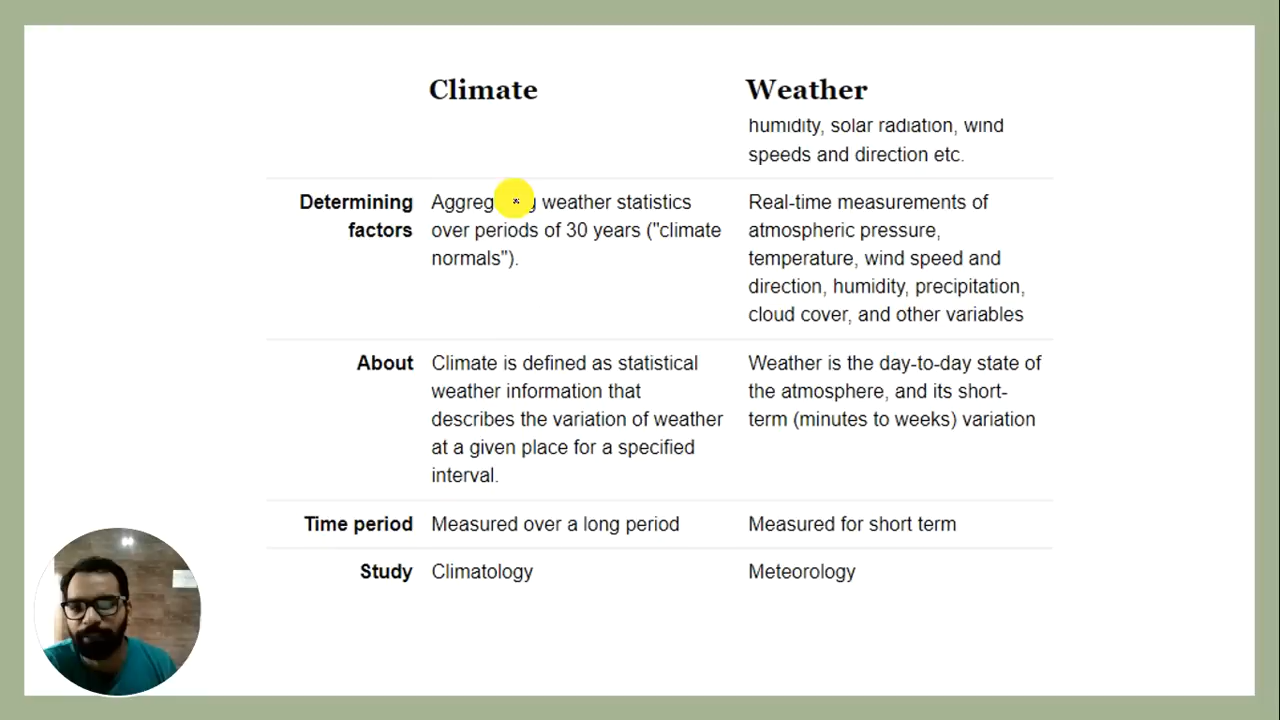 Climate
Weather
humidity, solar radiation, wind
speeds and direction etc.
Determining
factors
weather statistics
over periods of 30 years ("climate
normals").
Real-time measurements of
atmospheric pressure,
temperature, wind speed and
direction, humidity, precipitation,
cloud cover, and other variables
About
Climate is defined as statistical
weather information that
describes the variation of weather
at a given place for a specified
interval.
Weather is the day-to-day state of
the atmosphere, and its short-
term (minutes to weeks) variation
Time period
Measured over a long period
Measured for short term
Study
Climatology
Meteorology